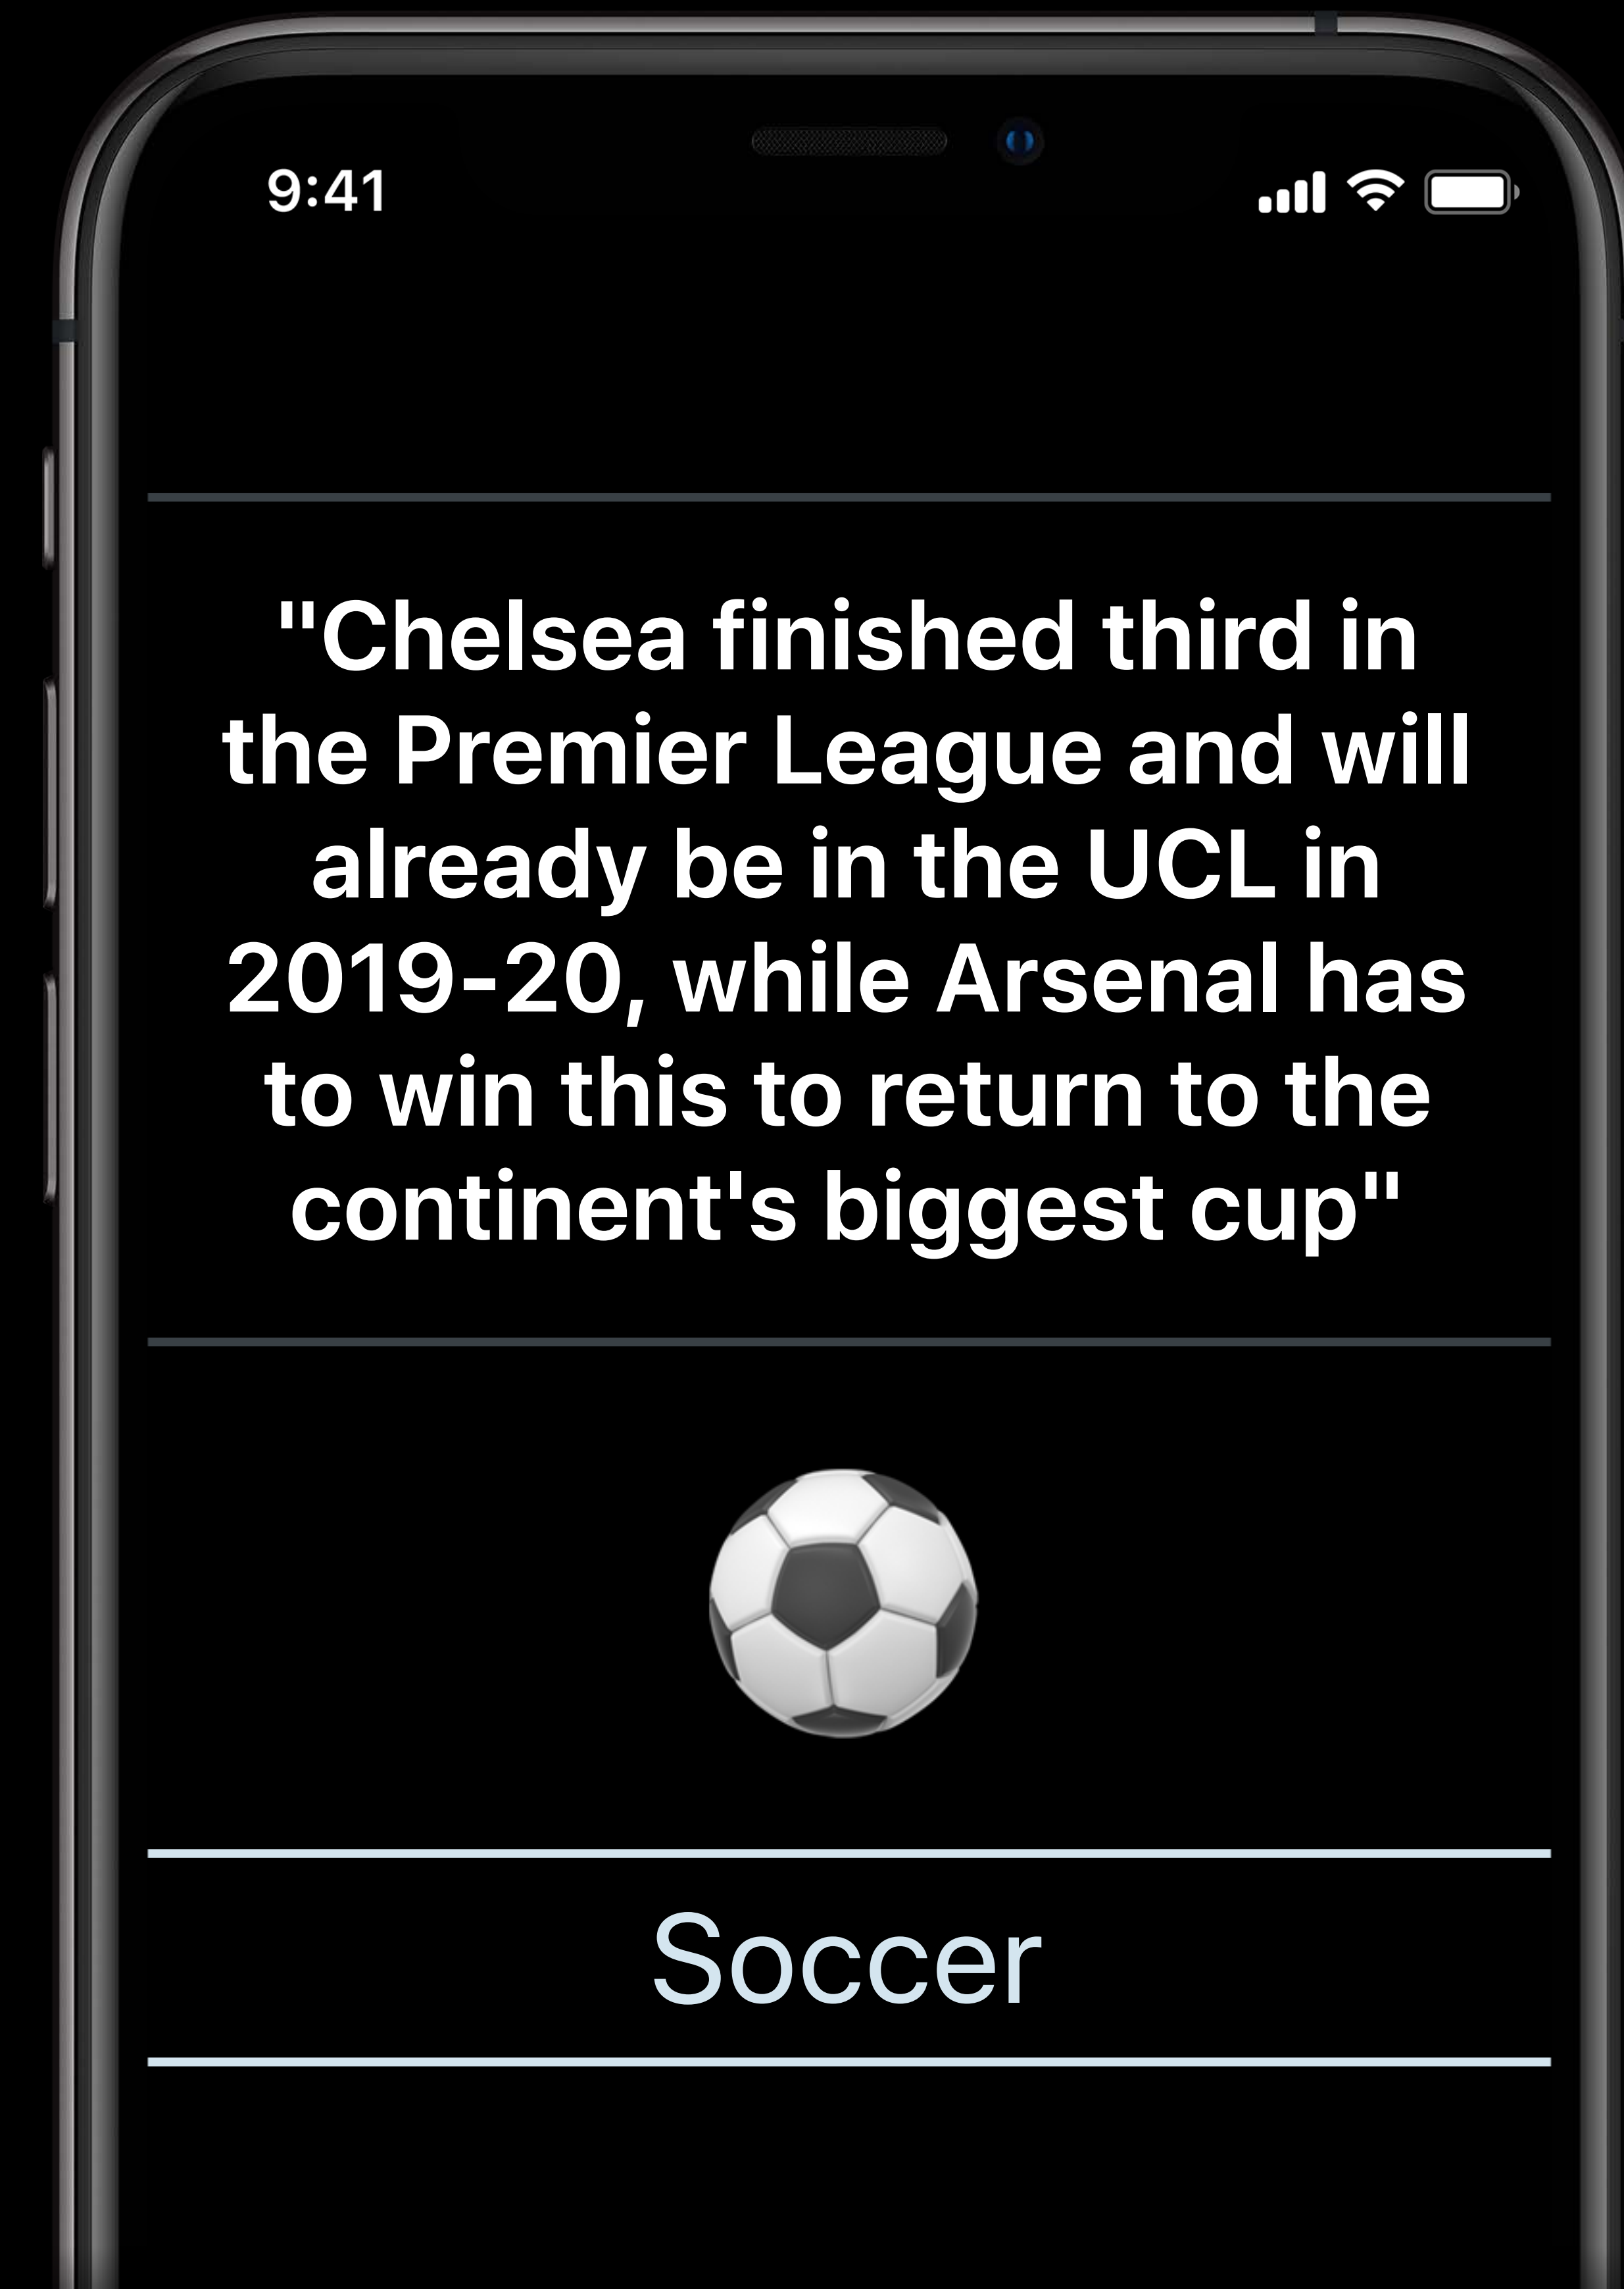 9:41
"Chelsea finished third in
the Premier League and will
already be in the UCL in
2019-20, while Arsenal has
to win this to return to the
continent's biggest cup"
Soccer